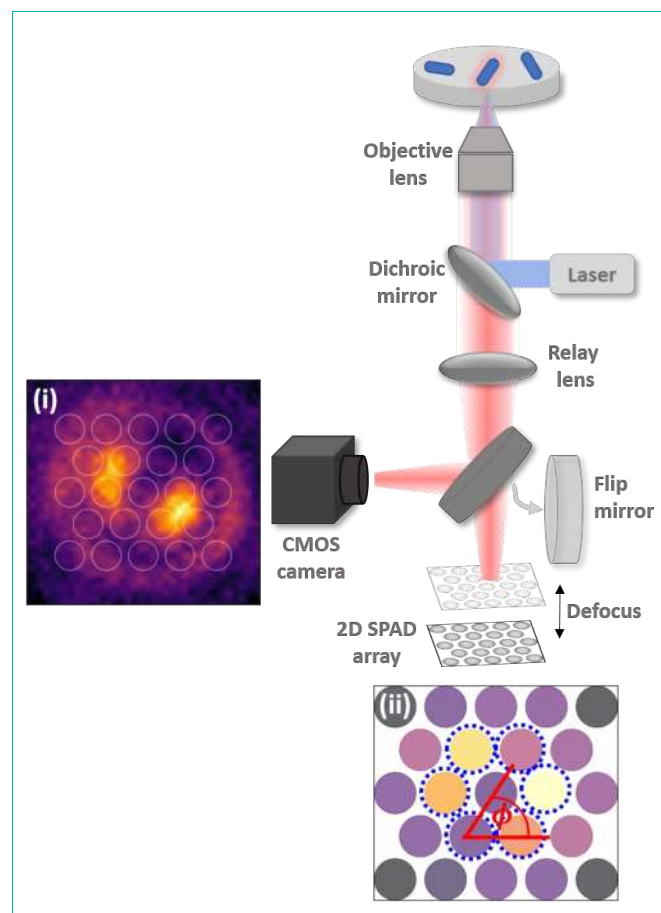 Objective
lens
Dichroic
mirror
Laser
Relay
lens
(i)
CMOS
camera
Flip
mirror
Defocus
2D SPAD
array
(ii)
ϕ